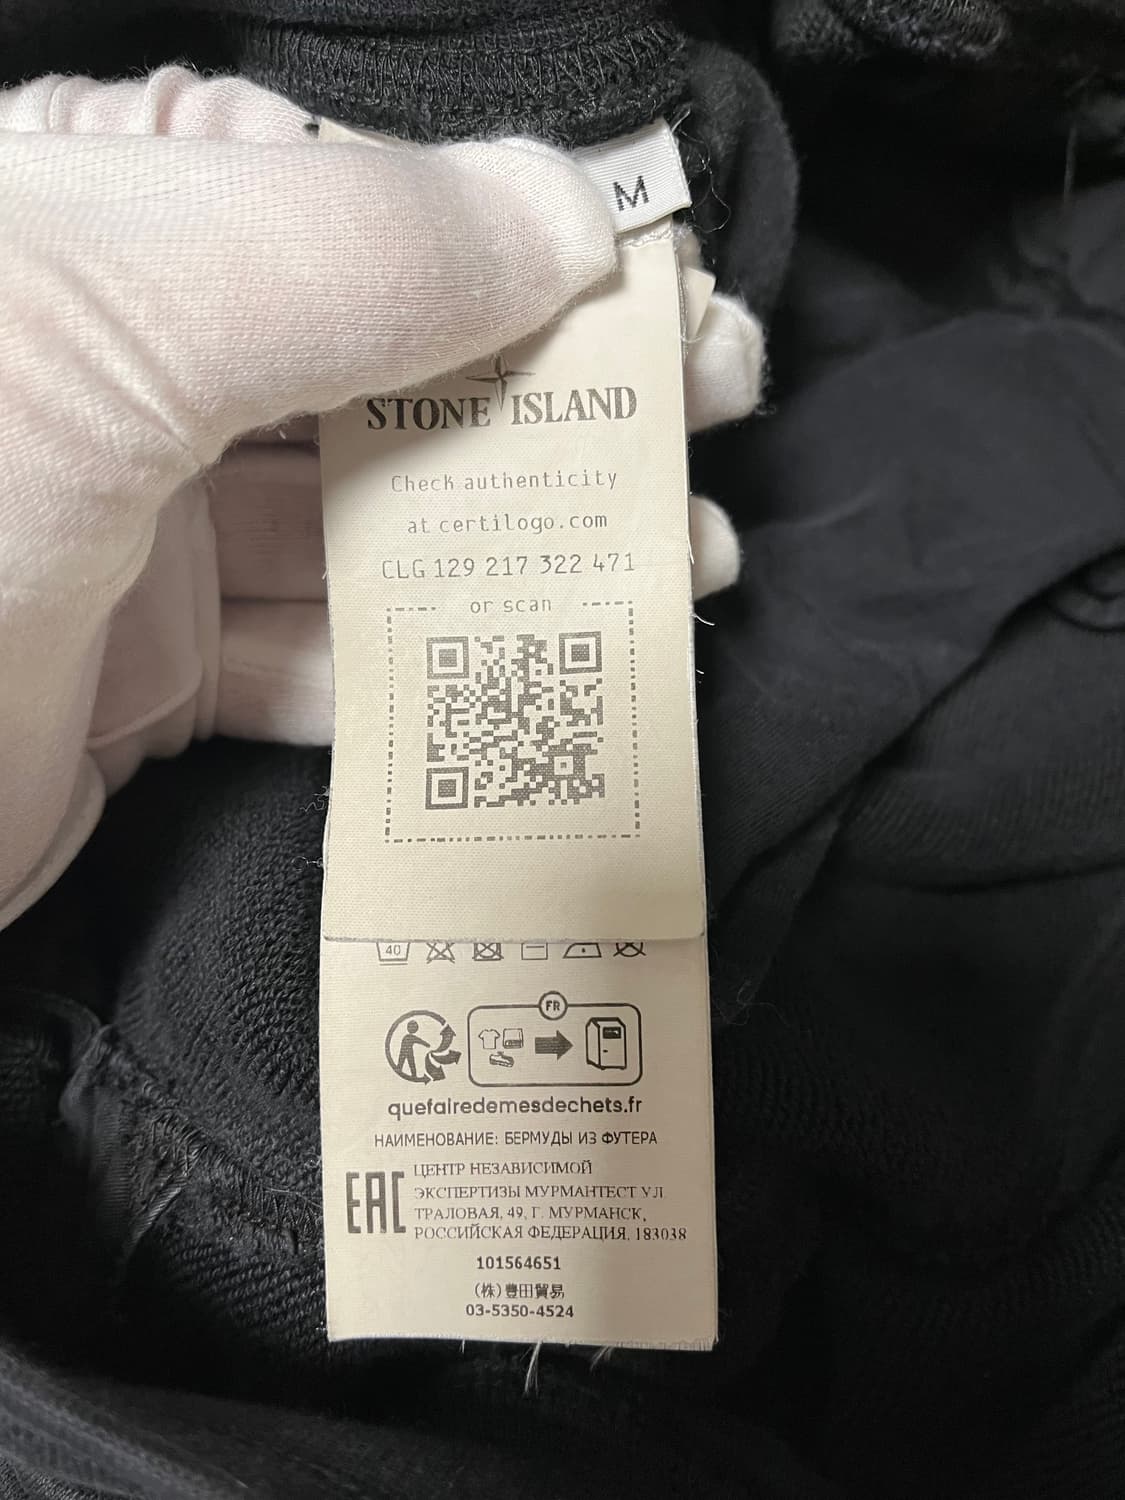 M
STONE ISLAND
Check authenticity
at certilogo.com
CLG 129 217 322 471
or scan
40
FR
quefairedemesdechets.fr
НАИМЕНОВАНИЕ: БЕРМУДЫ ИЗ ФУТЕРА
EAC
ЦЕНТР НЕЗАВИСИМОЙ
ЭКСПЕРТИЗЫ МУРМАНТЕСТ УЛ.
ТРАЛОВАЯ, 49, Г. МУРМАНСК,
РОССИЙСКАЯ ФЕДЕРАЦИЯ, 183038
101564651
(株)豊田貿易
03-5350-4524